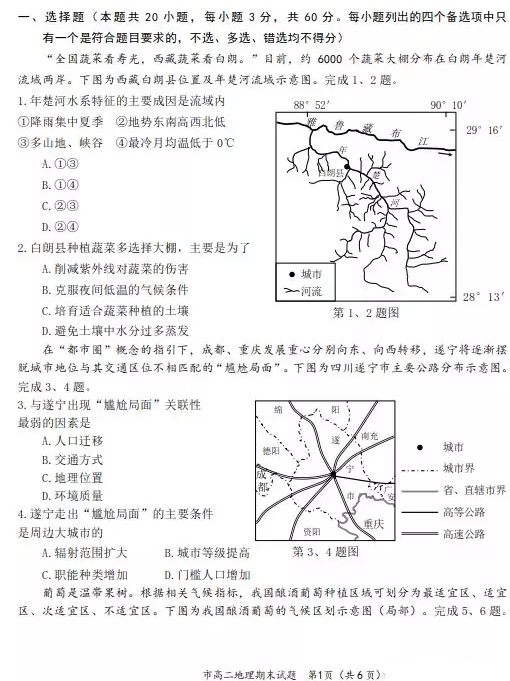 一、选择题（本题共 20 小题，每小题 3 分，共 60 分。每小题列出的四个备选项中只
有一个是符合题目要求的，不选、多选、错选均不得分）
“全国蔬菜看寿光，西藏蔬菜看白朗。”目前，约 6000 个蔬菜大棚分布在白朗年楚河
流域两岸。下图为西藏白朗县位置及年楚河流域示意图。完成1、2题。
1.年楚河水系特征的主要成因是流域内
①降雨集中夏季 ②地势东南高西北低
③多山地、峡谷 ④最冷月均温低于 0℃
A.①③
B.①④
C.②③
D.②④
2.白朗县种植蔬菜多选择大棚，主要是为了
A.削减紫外线对蔬菜的伤害
B.克服夜间低温的气候条件
C.培育适合蔬菜种植的土壤
D.避免土壤中水分过多蒸发
88° 52′ 90° 10′
雅鲁藏布江
29° 16′
年楚河
白朗县
城市
河流
28° 13′
第 1、2 题图
在“都市圈”概念的指引下，成都、重庆发展重心分别向东、向西转移，遂宁将逐渐摆
脱城市地位与其交通区位不相匹配的“尴尬局面”。下图为四川遂宁市主要公路分布示意图。
完成3、4题。
3.与遂宁出现“尴尬局面”关联性
最弱的因素是
A.人口迁移
B.交通方式
C.地理位置
D.环境质量
4.遂宁走出“尴尬局面”的主要条件
是周边大城市的
A.辐射范围扩大 B.城市等级提高
C.职能种类增加 D.门槛人口增加
绵阳
德阳
遂宁市
南充
成都
广安
重庆
资阳
城市
城市界
省、直辖市界
高等公路
高速公路
第 3、4 题图
葡萄是温带果树。根据相关气候指标，我国酿酒葡萄种植区域可划分为最适宜区、适宜
区、次适宜区、不适宜区。下图为我国酿酒葡萄的气候区划示意图（局部）。完成5、6题。
市高二地理期末试题 第1页（共6页）